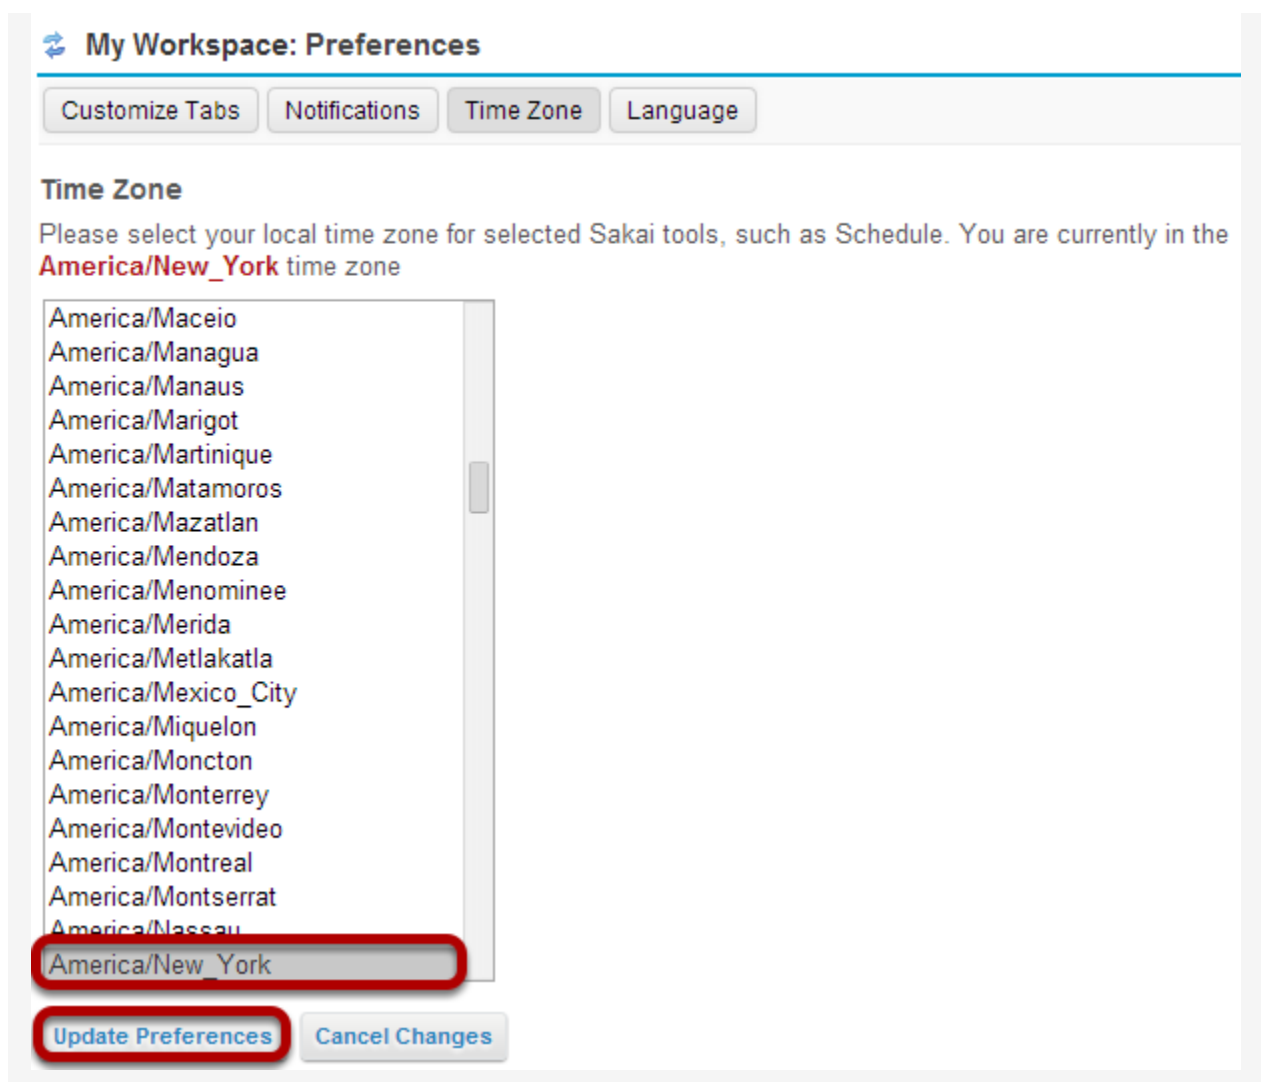 My Workspace: Preferences
Customize Tabs Notifications Time Zone Language
Time Zone
Please select your local time zone for selected Sakai tools, such as Schedule. You are currently in the
America/New_York time zone
America/Maceio
America/Managua
America/Manaus
America/Marigot
America/Martinique
America/Matamoros
America/Mazatlan
America/Mendoza
America/Menominee
America/Merida
America/Metlakatla
America/Mexico_City
America/Miquelon
America/Moncton
America/Monterrey
America/Montevideo
America/Montreal
America/Montserrat
America/Nassau
America/New_York
Update Preferences Cancel Changes